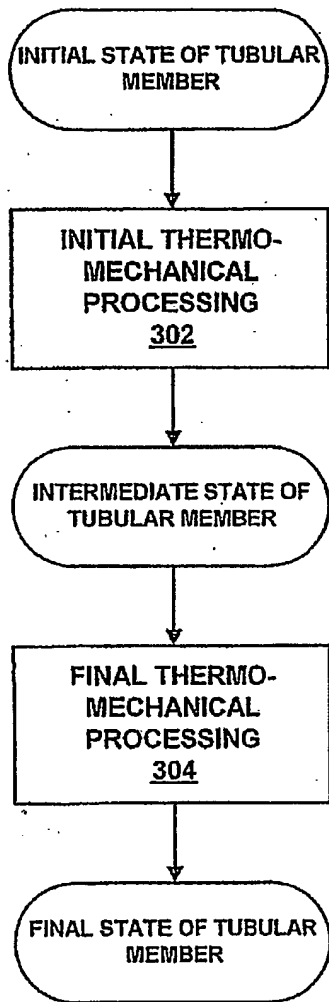 INITIAL STATE OF TUBULAR
MEMBER
INITIAL THERMO-
MECHANICAL
PROCESSING
302
INTERMEDIATE STATE OF
TUBULAR MEMBER
FINAL THERMO-
MECHANICAL
PROCESSING
304
FINAL STATE OF TUBULAR
MEMBER